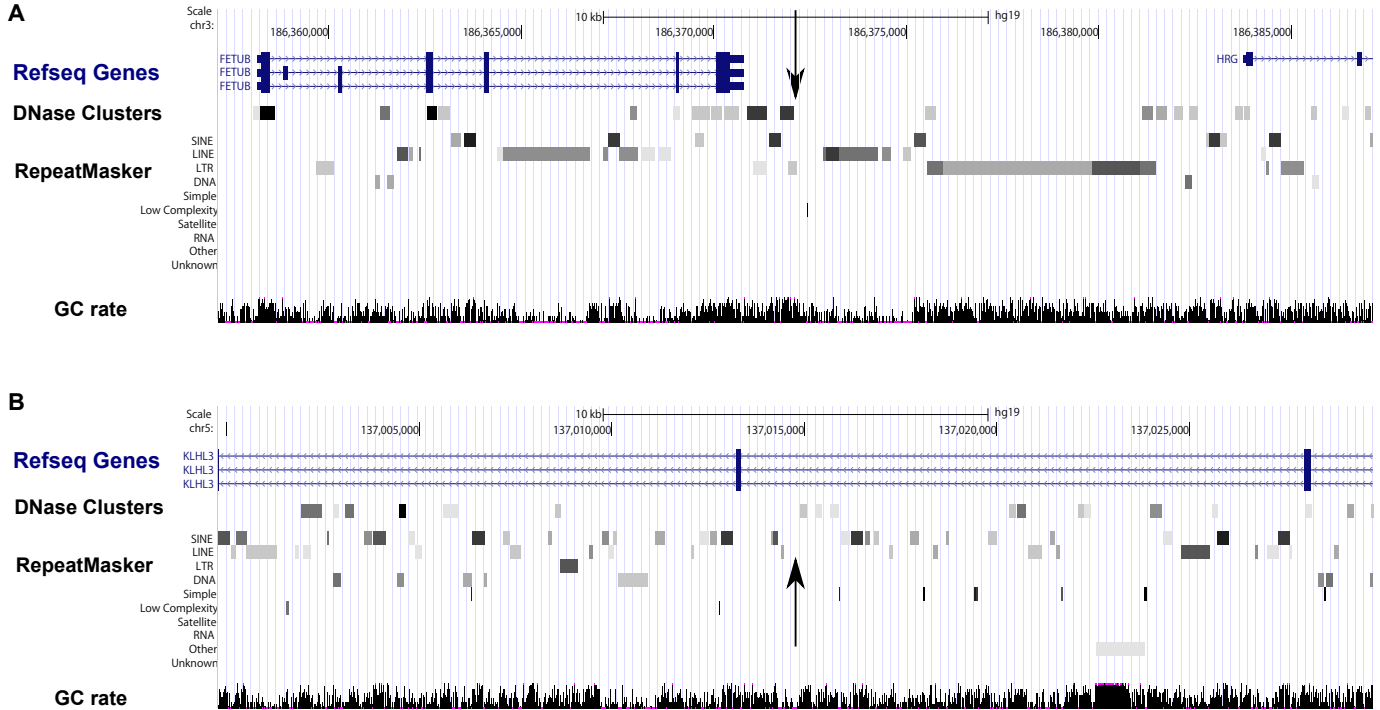 A
Scale 10 kb hg19
chr3: 186,360,000 186,365,000 186,370,000 186,375,000 186,380,000 186,385,000
Refseq Genes FETUB HRG
FETUB
FETUB
DNase Clusters
SINE
LINE
RepeatMasker LTR
DNA
Simple
Low Complexity
Satellite
RNA
Other
Unknown
GC rate
B
Scale 10 kb hg19
chr5: 137,005,000 137,010,000 137,015,000 137,020,000 137,025,000
Refseq Genes KLHL3
KLHL3
KLHL3
DNase Clusters
SINE
LINE
RepeatMasker LTR
DNA
Simple
Low Complexity
Satellite
RNA
Other
Unknown
GC rate